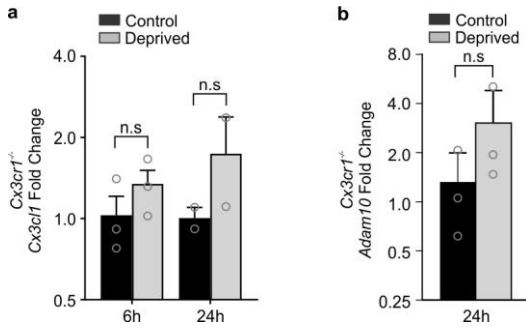 a
Control
Deprived
Cx3cr1-/-
Cx3cl1 Fold Change
4.0
2.0
1.0
0.5
n.s
n.s
6h
24h
b
Control
Deprived
Cx3cr1-/-
Adam10 Fold Change
8.0
4.0
2.0
1.0
0.5
0.25
n.s
24h